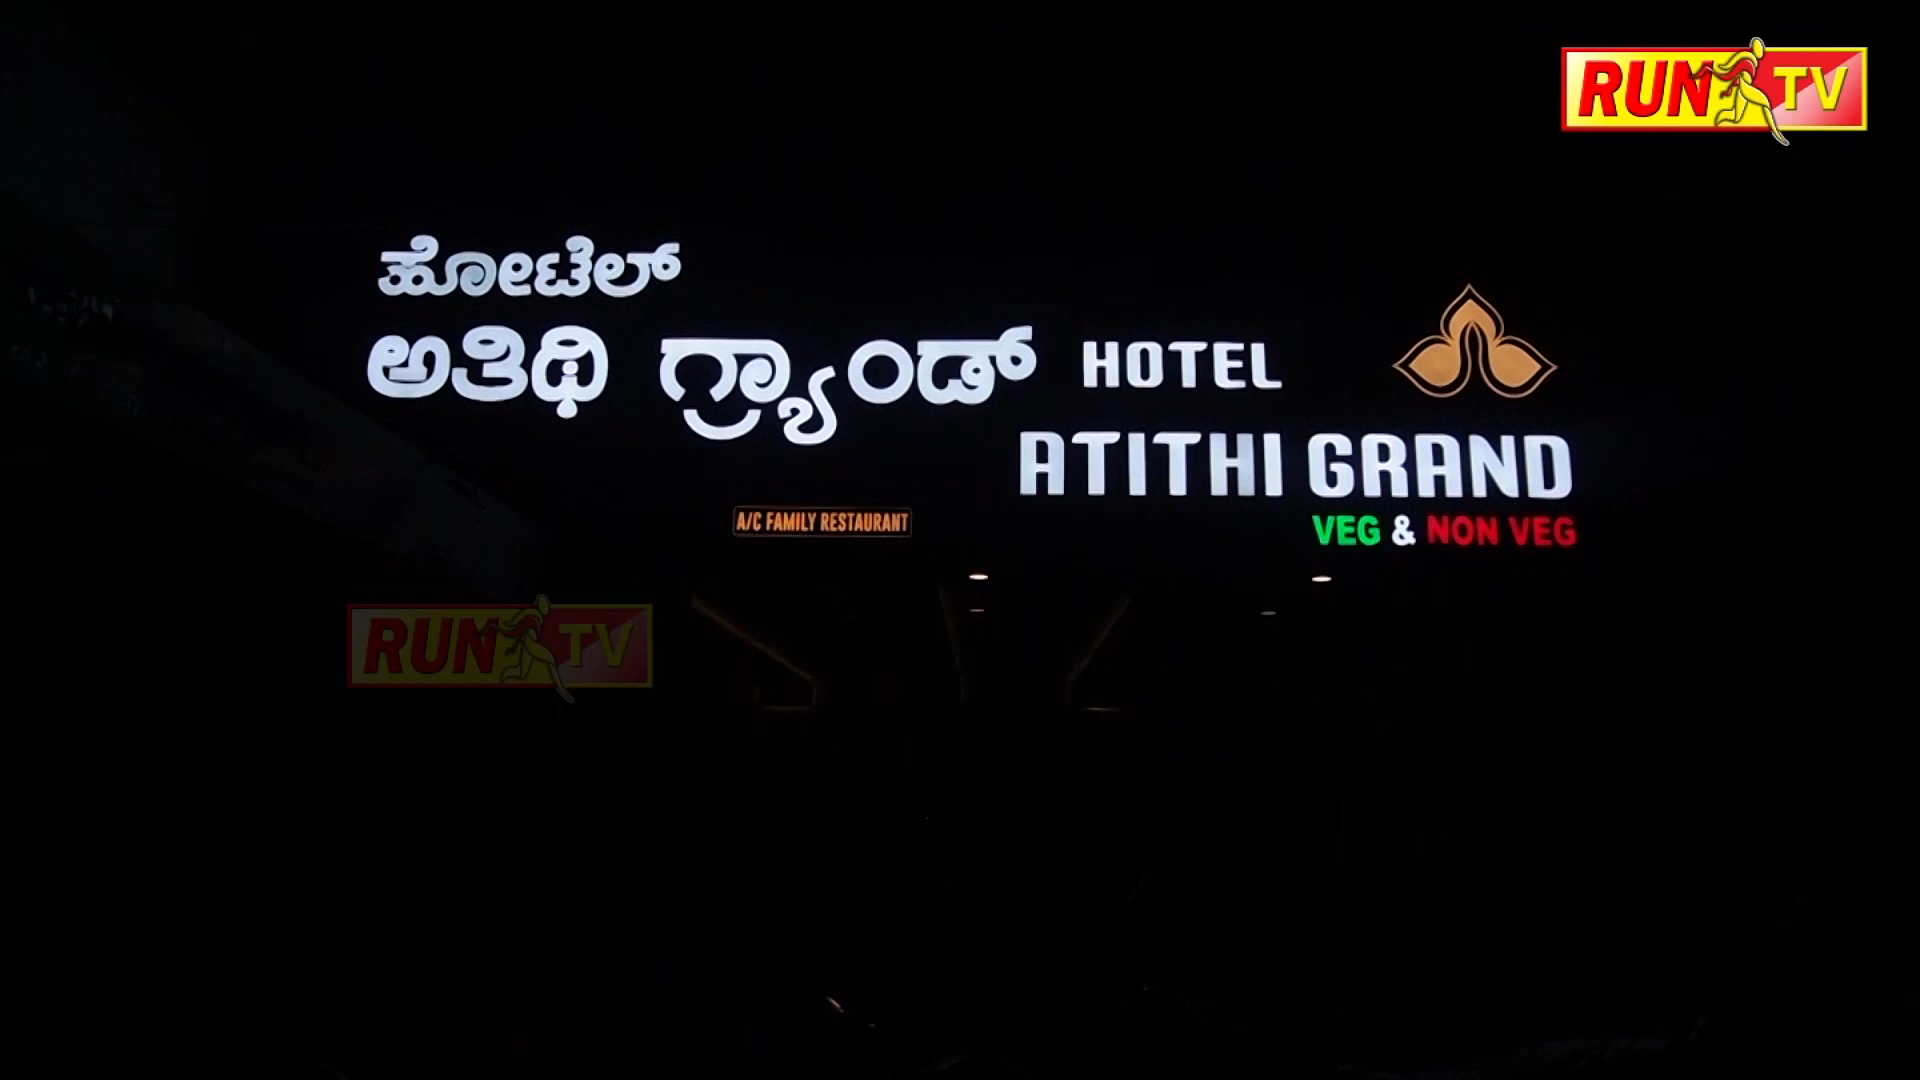 RUN TV
ಹೋಟೆಲ್
ಅತಿಥಿ ಗ್ರ್ಯಾಂಡ್
HOTEL
ATITHI GRAND
A/C FAMILY RESTAURANT
VEG & NON VEG
RUN TV